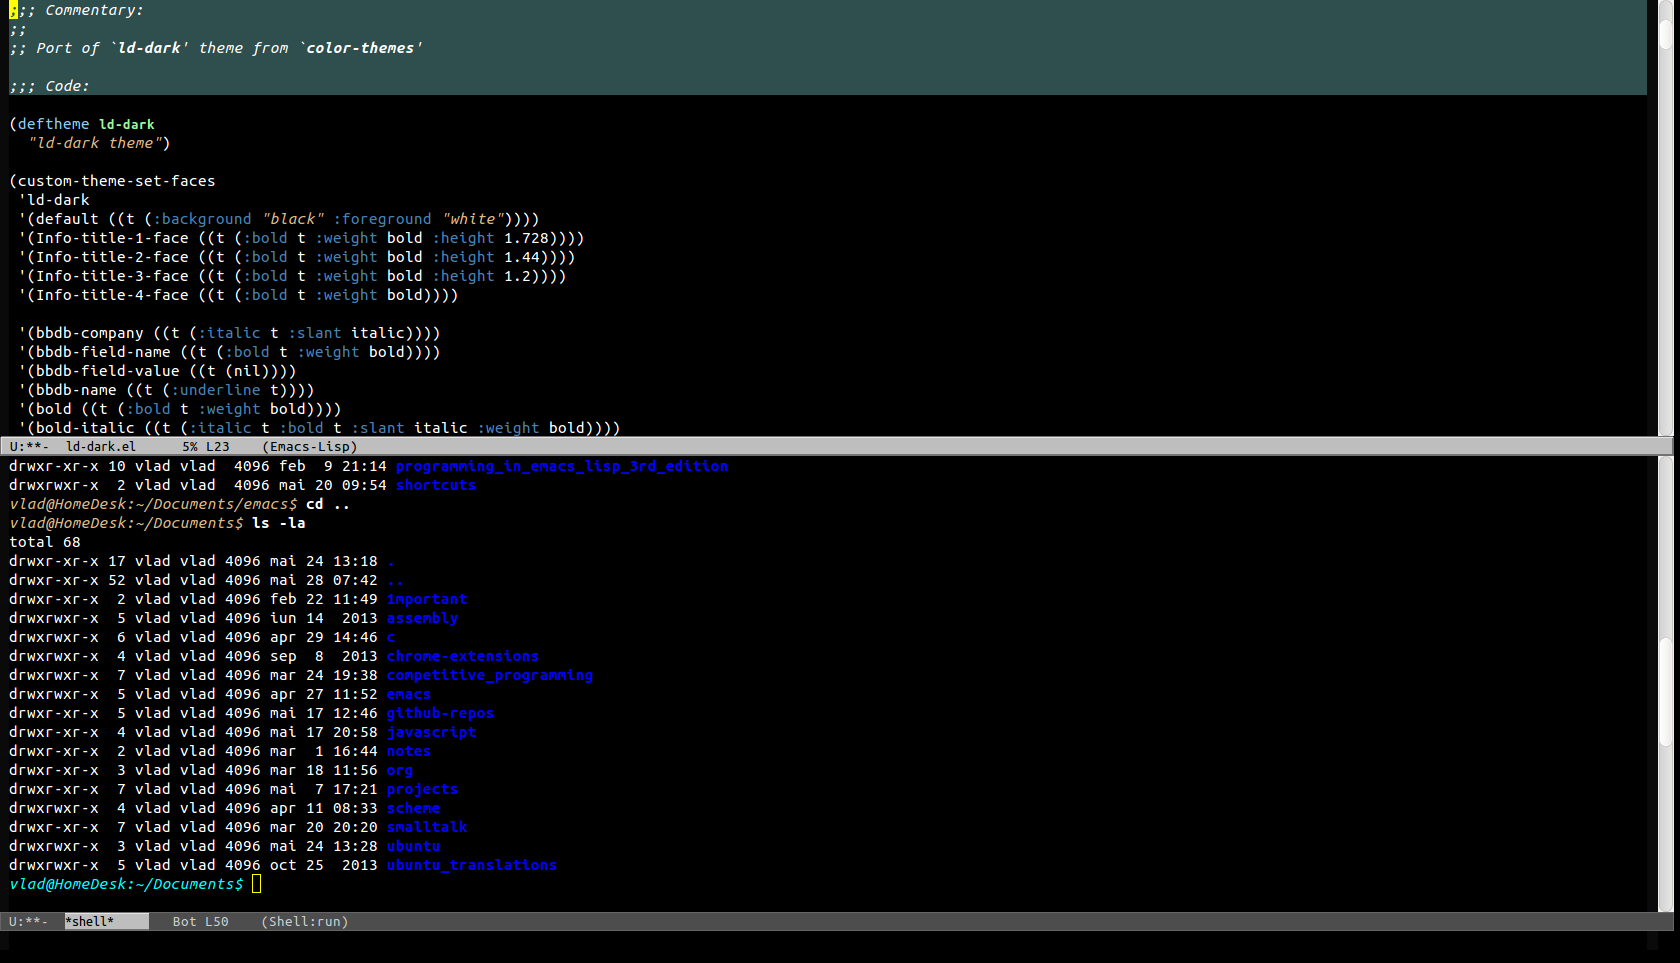 ;;; Commentary:
;;
;; Port of `ld-dark' theme from `color-themes'
;;; Code:
(deftheme ld-dark
  "ld-dark theme")
(custom-theme-set-faces
 'ld-dark
 '(default ((t (:background "black" :foreground "white"))))
 '(Info-title-1-face ((t (:bold t :weight bold :height 1.728))))
 '(Info-title-2-face ((t (:bold t :weight bold :height 1.44))))
 '(Info-title-3-face ((t (:bold t :weight bold :height 1.2))))
 '(Info-title-4-face ((t (:bold t :weight bold))))
 '(bbdb-company ((t (:italic t :slant italic))))
 '(bbdb-field-name ((t (:bold t :weight bold))))
 '(bbdb-field-value ((t (nil))))
 '(bbdb-name ((t (:underline t))))
 '(bold ((t (:bold t :weight bold))))
 '(bold-italic ((t (:italic t :bold t :slant italic :weight bold))))
U:**-  ld-dark.el      5% L23    (Emacs-Lisp)
drwxr-xr-x 10 vlad vlad  4096 feb  9 21:14 programming_in_emacs_lisp_3rd_edition
drwxrwxr-x  2 vlad vlad  4096 mai 20 09:54 shortcuts
vlad@HomeDesk:~/Documents/emacs$ cd ..
vlad@HomeDesk:~/Documents$ ls -la
total 68
drwxr-xr-x 17 vlad vlad 4096 mai 24 13:18 .
drwxr-xr-x 52 vlad vlad 4096 mai 28 07:42 ..
drwxr-xr-x  2 vlad vlad 4096 feb 22 11:49 important
drwxrwxr-x  5 vlad vlad 4096 iun 14  2013 assembly
drwxrwxr-x  6 vlad vlad 4096 apr 29 14:46 c
drwxrwxr-x  4 vlad vlad 4096 sep  8  2013 chrome-extensions
drwxrwxr-x  7 vlad vlad 4096 mar 24 19:38 competitive_programming
drwxrwxr-x  5 vlad vlad 4096 apr 27 11:52 emacs
drwxr-xr-x  5 vlad vlad 4096 mai 17 12:46 github-repos
drwxr-xr-x  4 vlad vlad 4096 mai 17 20:58 javascript
drwxr-xr-x  2 vlad vlad 4096 mar  1 16:44 notes
drwxr-xr-x  3 vlad vlad 4096 mar 18 11:56 org
drwxr-xr-x  7 vlad vlad 4096 mai  7 17:21 projects
drwxrwxr-x  4 vlad vlad 4096 apr 11 08:33 scheme
drwxr-xr-x  7 vlad vlad 4096 mar 20 20:20 smalltalk
drwxr-xr-x  3 vlad vlad 4096 mai 24 13:28 ubuntu
drwxrwxr-x  5 vlad vlad 4096 oct 25  2013 ubuntu_translations
vlad@HomeDesk:~/Documents$
U:**-  *shell*       Bot L50    (Shell:run)